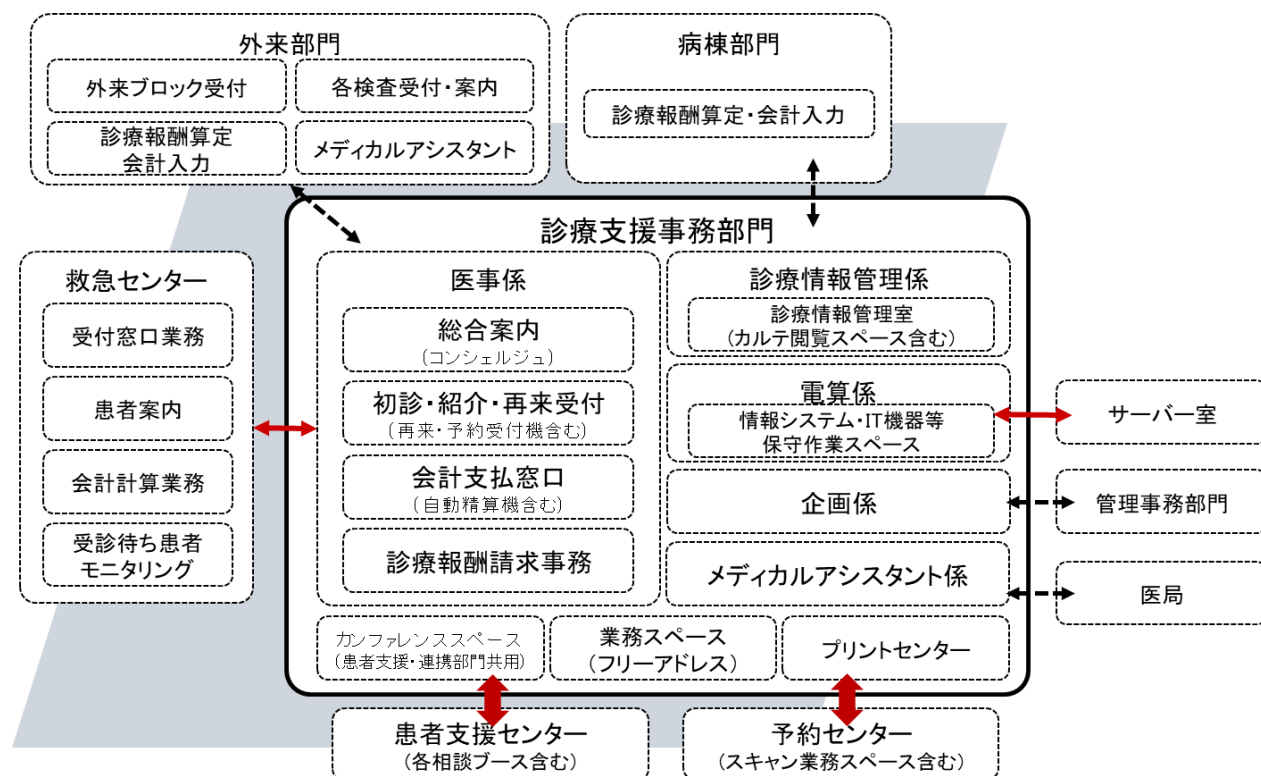 外来部門
外来ブロック受付
各検査受付・案内
診療報酬算定
会計入力
メディカルアシスタント
病棟部門
診療報酬算定・会計入力
救急センター
受付窓口業務
患者案内
会計計算業務
受診待ち患者
モニタリング
診療支援事務部門
医事係
総合案内
(コンシェルジュ)
初診・紹介・再来受付
(再来・予約受付機含む)
会計支払窓口
(自動精算機含む)
診療報酬請求事務
診療情報管理係
診療情報管理室
(カルテ閲覧スペース含む)
電算係
情報システム・IT機器等
保守作業スペース
企画係
メディカルアシスタント係
カンファレンススペース
(患者支援・連携部門共用)
業務スペース
(フリーアドレス)
プリントセンター
サーバー室
管理事務部門
医局
患者支援センター
(各相談ブース含む)
予約センター
(スキャン業務スペース含む)